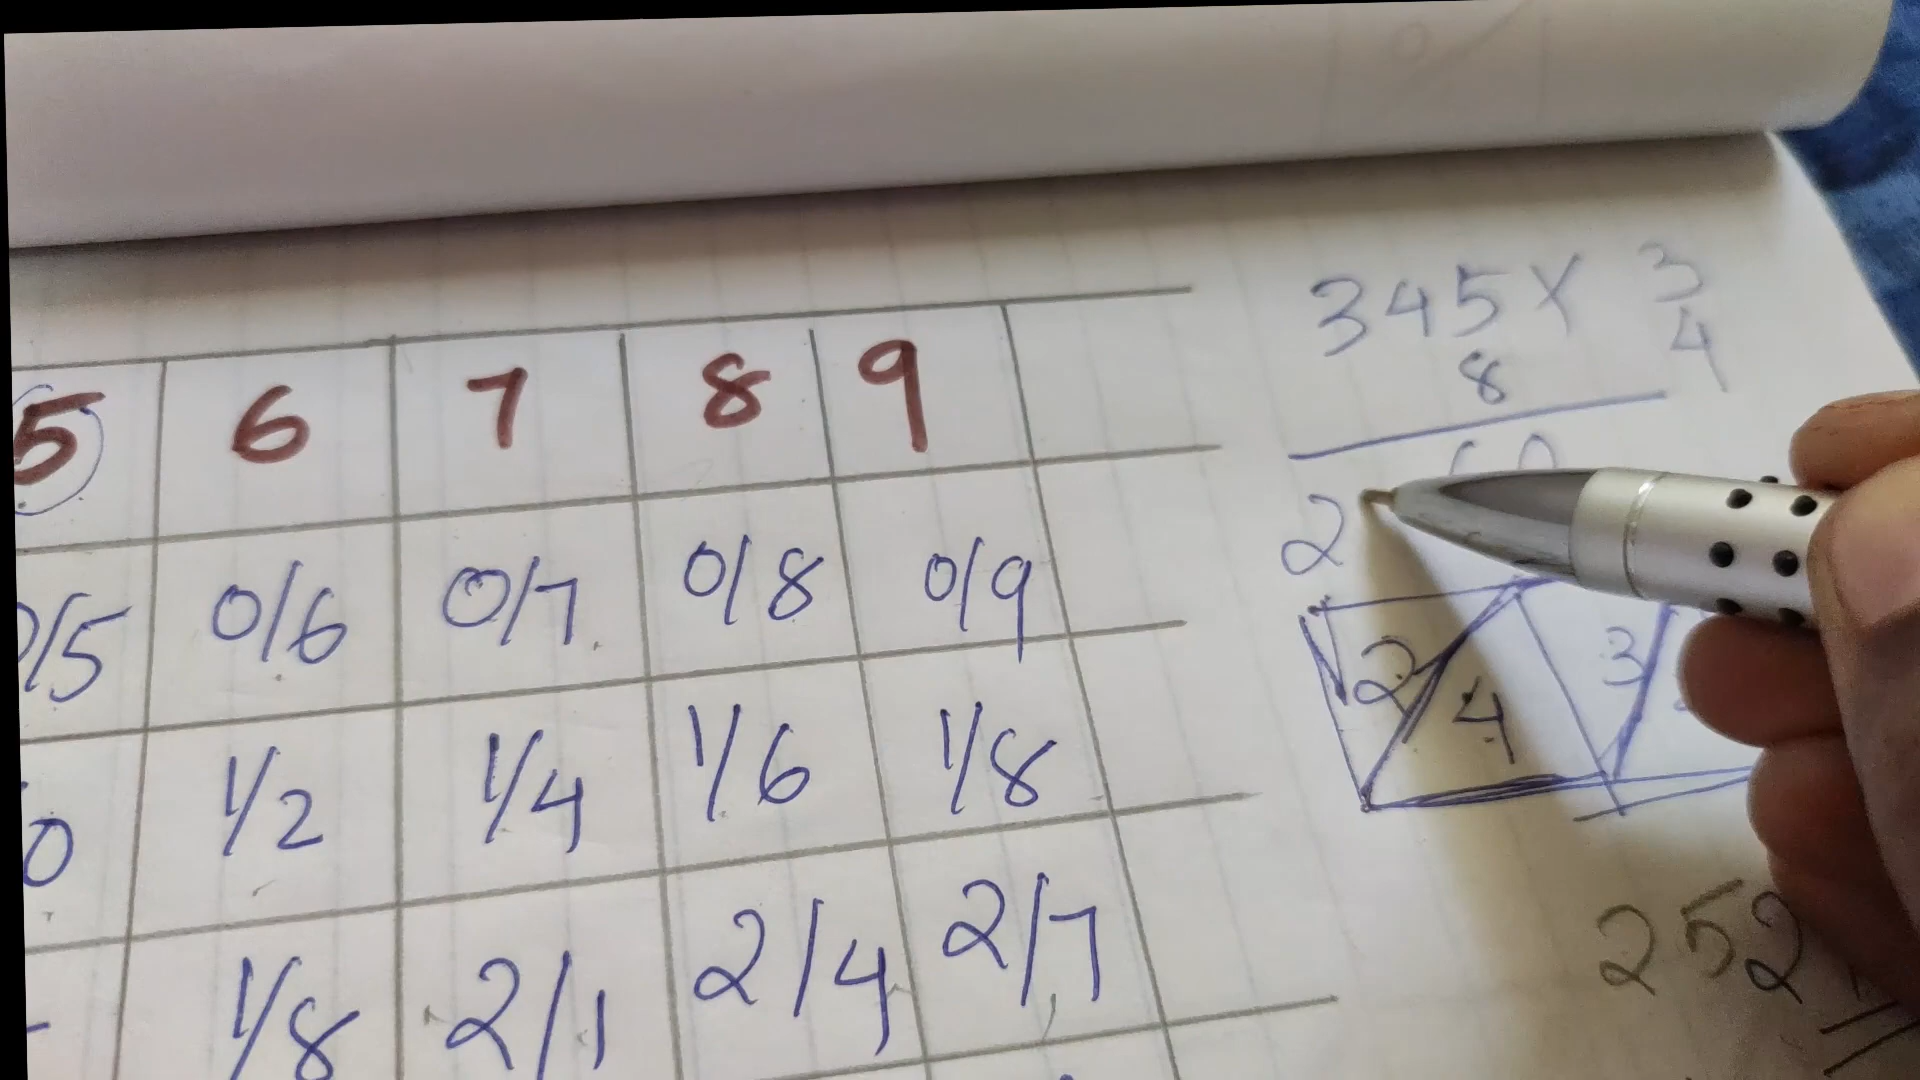 5 6 7 8 9
/5 0/6 0/7 0/8 0/9
0 1/2 1/4 1/6 1/8
1/8 2/1 2/4 2/7
345 X 3
8 4
2
2 4 3
252